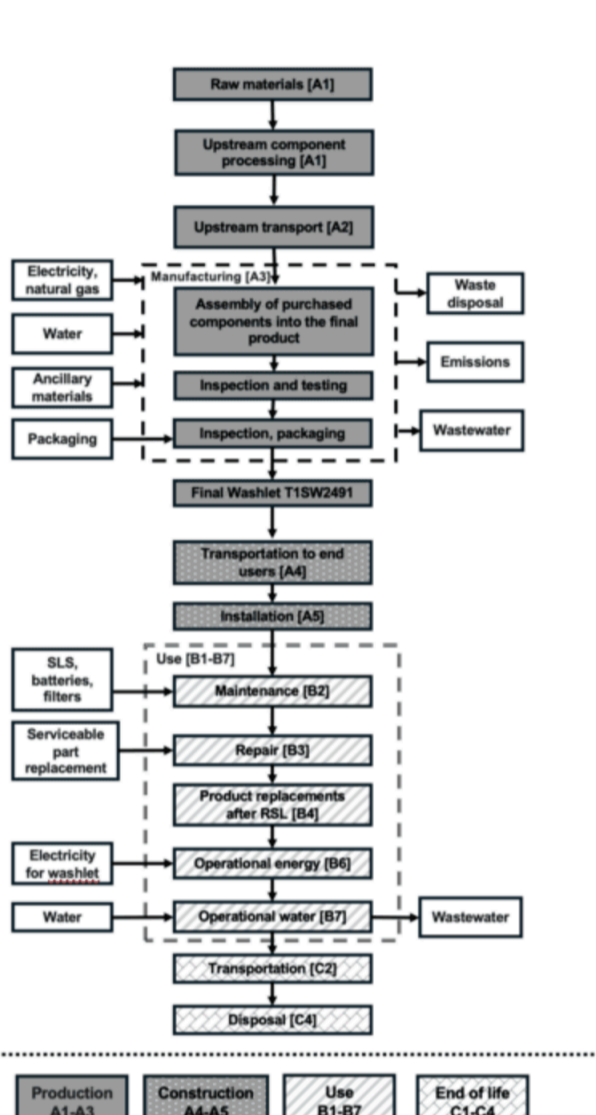 Raw materials [A1]
Upstream component
processing [A1]
Upstream transport [A2]
Manufacturing [A3]
Electricity,
natural gas
Water
Ancillary
materials
Packaging
Assembly of purchased
components into the final
product
Inspection and testing
Inspection, packaging
Waste
disposal
Emissions
Wastewater
Final Washlet T1SW2491
Transportation to end
users [A4]
Installation [A5]
Use [B1-B7]
SLS,
batteries,
filters
Maintenance [B2]
Serviceable
part
replacement
Repair [B3]
Product replacements
after RSL [B4]
Electricity
for washlet
Operational energy [B6]
Water
Operational water [B7]
Wastewater
Transportation [C2]
Disposal [C4]
Production
A1-A3
Construction
A4-A5
Use
B1-B7
End of life
C1-C4